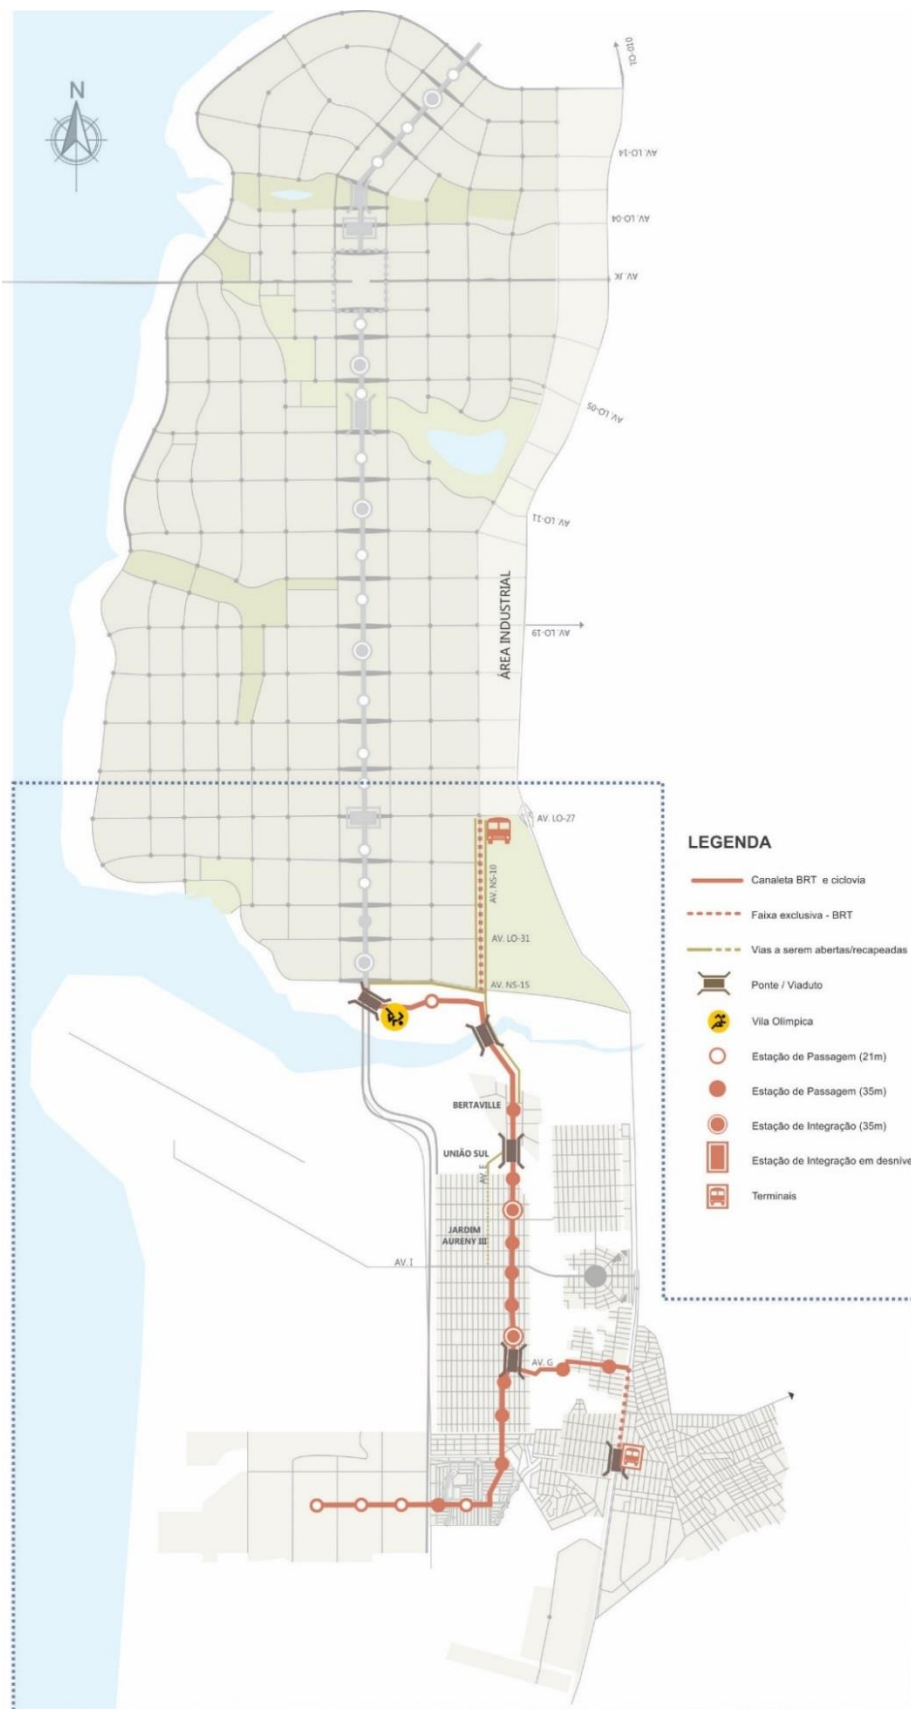 N
TO-010
AV. LO-14
AV. LO-04
AV. JK
AV. LO-05
AV. LO-11
ÁREA INDUSTRIAL
AV. LO-19
AV. LO-27
AV. NS-10
AV. LO-31
AV. NS-15
BERTAVILLE
UNIÃO SUL
AV. E
JARDIM
AURENY III
AV. I
AV. G
LEGENDA
Canaleta BRT e ciclovia
Faixa exclusiva - BRT
Vias a serem abertas/recapeadas
Ponte / Viaduto
Vila Olímpica
Estação de Passagem (21m)
Estação de Passagem (35m)
Estação de Integração (35m)
Estação de Integração em desníve
Terminais